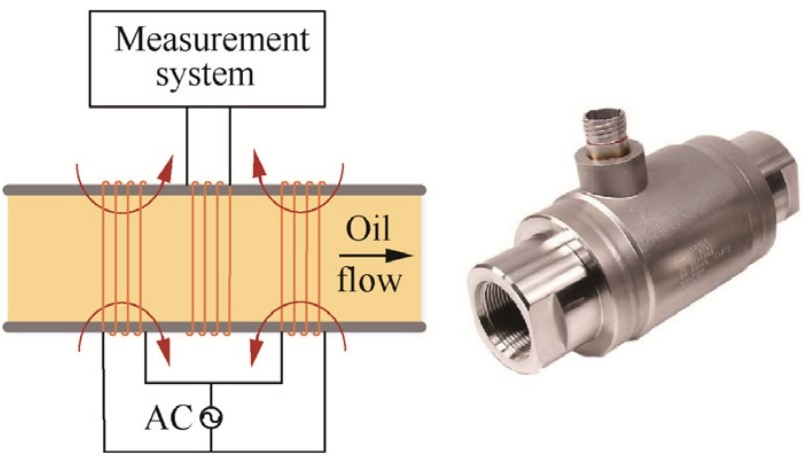 Measurement
system
Oil
flow
AC